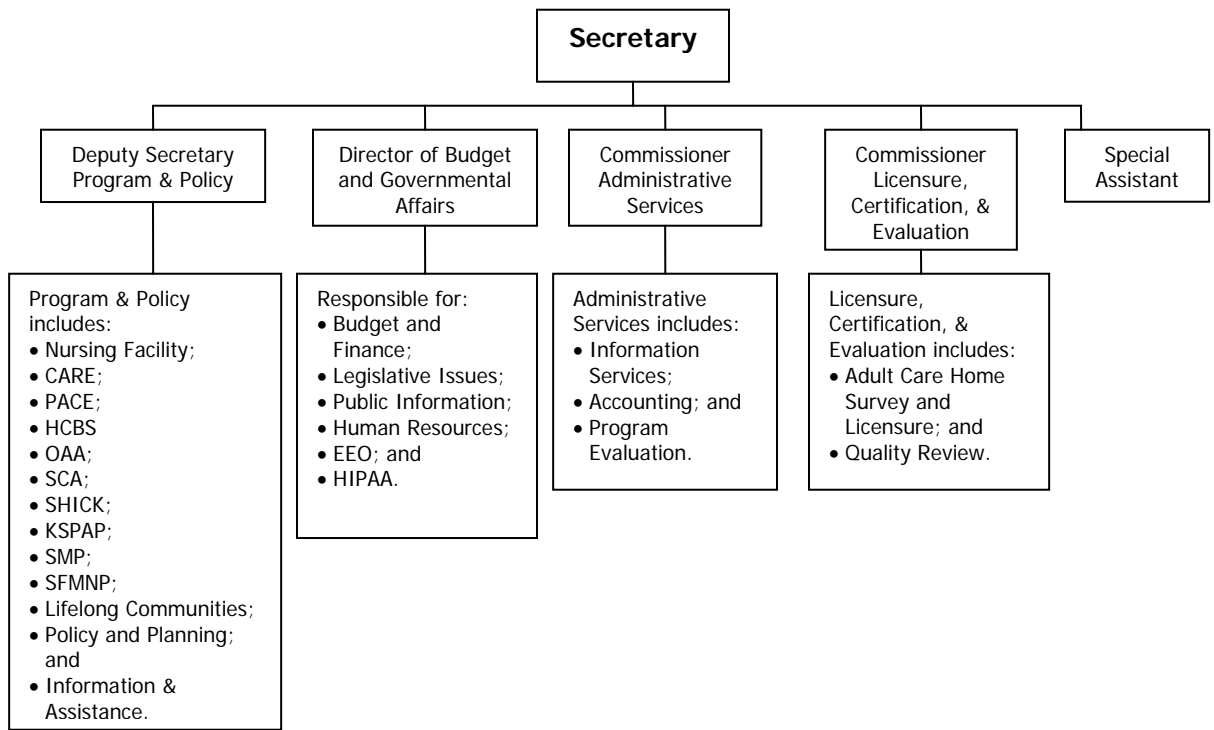 Secretary
Deputy Secretary
Program & Policy
Director of Budget
and Governmental
Affairs
Commissioner
Administrative
Services
Commissioner
Licensure,
Certification, &
Evaluation
Special
Assistant
Program & Policy
includes:
• Nursing Facility;
• CARE;
• PACE;
• HCBS
• OAA;
• SCA;
• SHICK;
• KSPAP;
• SMP;
• SFMNP;
• Lifelong Communities;
• Policy and Planning;
and
• Information &
Assistance.
Responsible for:
• Budget and
Finance;
• Legislative Issues;
• Public Information;
• Human Resources;
• EEO; and
• HIPAA.
Administrative
Services includes:
• Information
Services;
• Accounting; and
• Program
Evaluation.
Licensure,
Certification, &
Evaluation includes:
• Adult Care Home
Survey and
Licensure; and
• Quality Review.